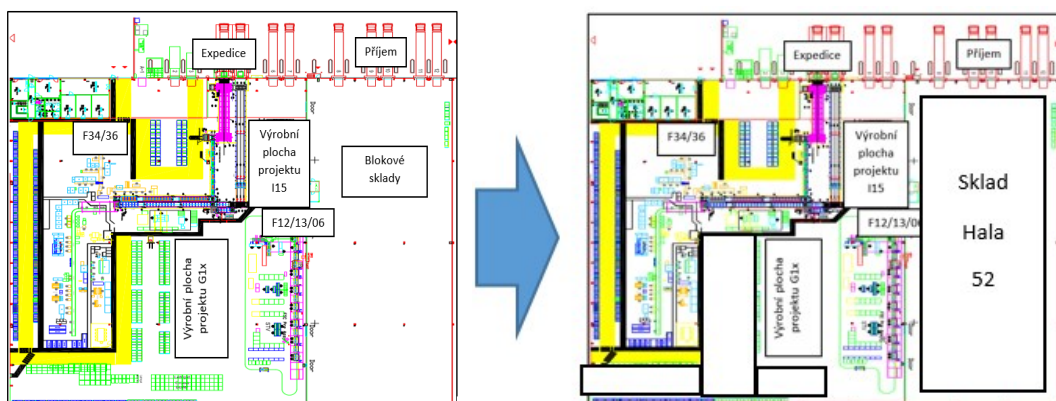 Expedice
Příjem
F34/36
Výrobní
plocha
projektu
I15
Blokové
sklady
F12/13/06
Výrobní plocha
projektu G1x
Expedice
Příjem
F34/36
Výrobní
plocha
projektu
I15
F12/13/06
Výrobní plocha
projektu G1x
Sklad
Hala
52